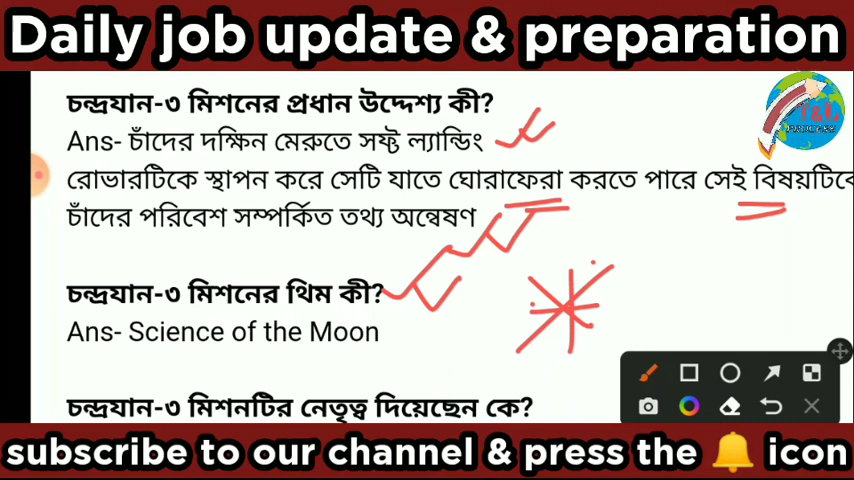 Daily job update & preparation
চন্দ্রযান-৩ মিশনের প্রধান উদ্দেশ্য কী?
Ans- চাঁদের দক্ষিন মেরুতে সফ্ট ল্যান্ডিং
রোভারটিকে স্থাপন করে সেটি যাতে ঘোরাফেরা করতে পারে সেই বিষয়টিকে
চাঁদের পরিবেশ সম্পর্কিত তথ্য অন্বেষণ
চন্দ্রযান-৩ মিশনের থিম কী?
Ans- Science of the Moon
চন্দ্রযান-৩ মিশনটির নেতৃত্ব দিয়েছেন কে?
subscribe to our channel & press the icon